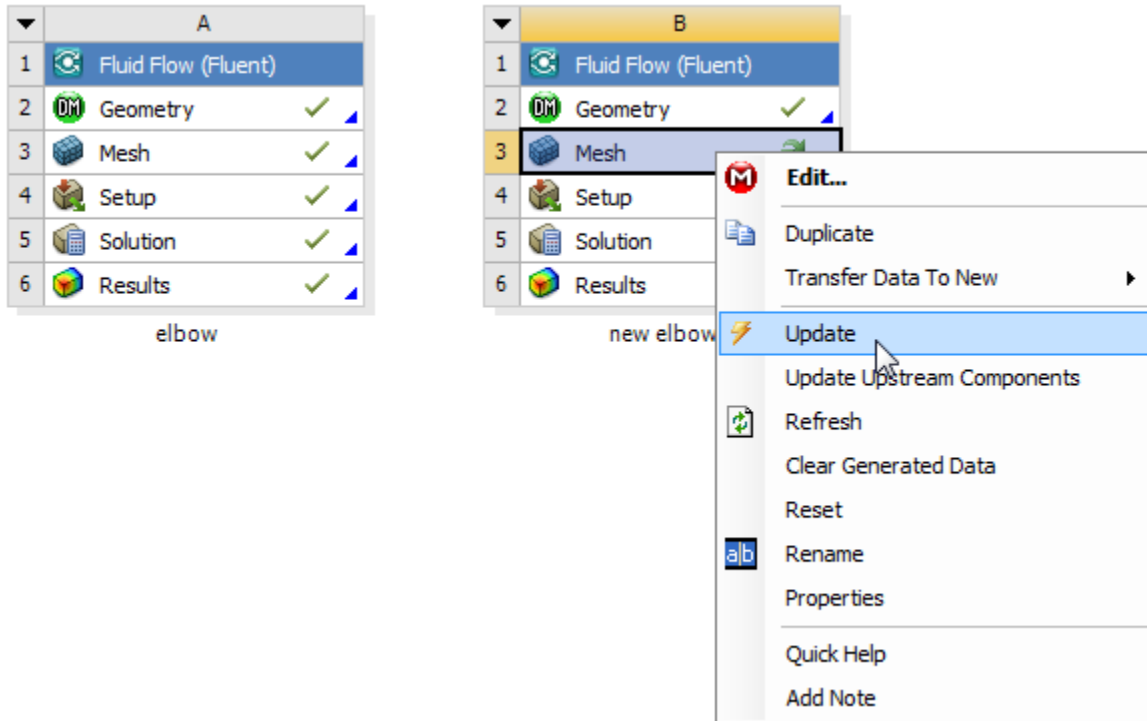 A
1 Fluid Flow (Fluent)
2 DM Geometry
3 Mesh
4 Setup
5 Solution
6 Results
elbow
B
1 Fluid Flow (Fluent)
2 DM Geometry
3 Mesh
4 Setup
5 Solution
6 Results
new elbow
M Edit...
Duplicate
Transfer Data To New
Update
Update Upstream Components
Refresh
Clear Generated Data
Reset
a|b Rename
Properties
Quick Help
Add Note